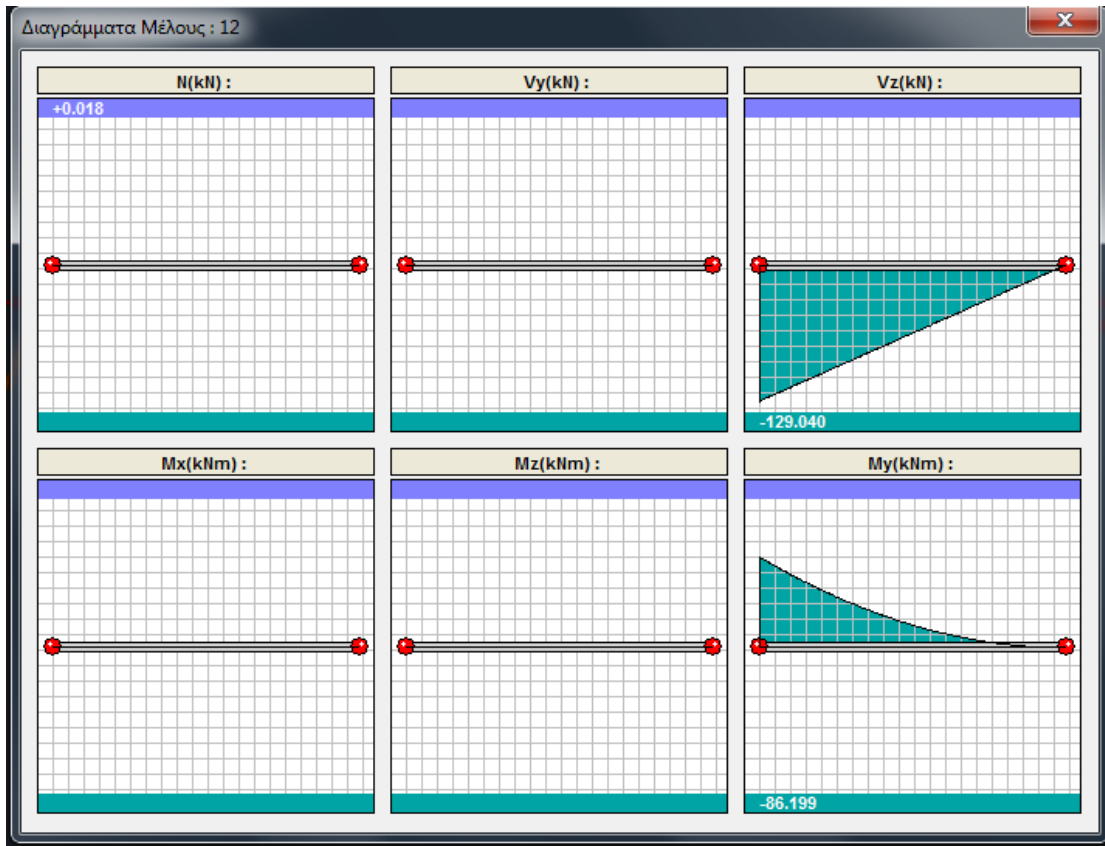 Διαγράμματα Μέλους : 12
N(kN) :
Vy(kN) :
Vz(kN) :
+0.018
-129.040
Mx(kNm) :
Mz(kNm) :
My(kNm) :
-86.199